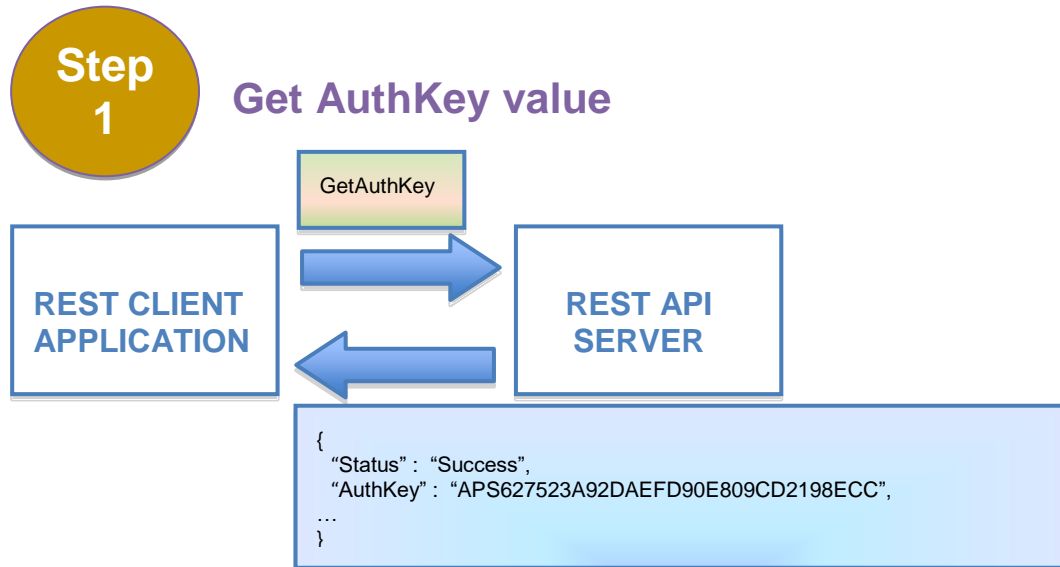 Step
1
Get AuthKey value
GetAuthKey
REST CLIENT
APPLICATION
REST API
SERVER
{
“Status” :  “Success”,
“AuthKey” :  “APS627523A92DAEFD90E809CD2198ECC”,
…
}